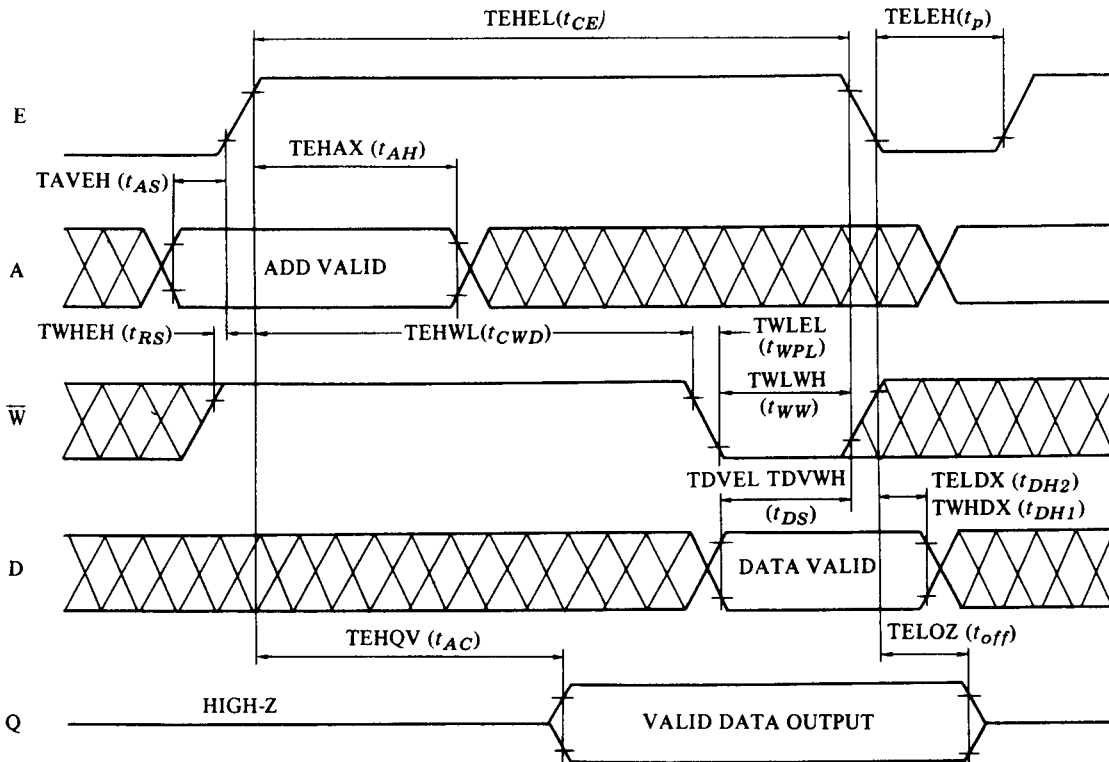 TEHEL(tCE)
TELEH(tp)
E
TEHAX (tAH)
TAVEH (tAS)
A
ADD VALID
TWHEH (tRS)
TEHWL(tCWD)
TWLEL
(tWPL)
W̅
TWLWH
(tWW)
TDVEL TDVWH
(tDS)
TELDX (tDH2)
TWHDX (tDH1)
D
DATA VALID
TEHQV (tAC)
TELOZ (toff)
HIGH-Z
Q
VALID DATA OUTPUT